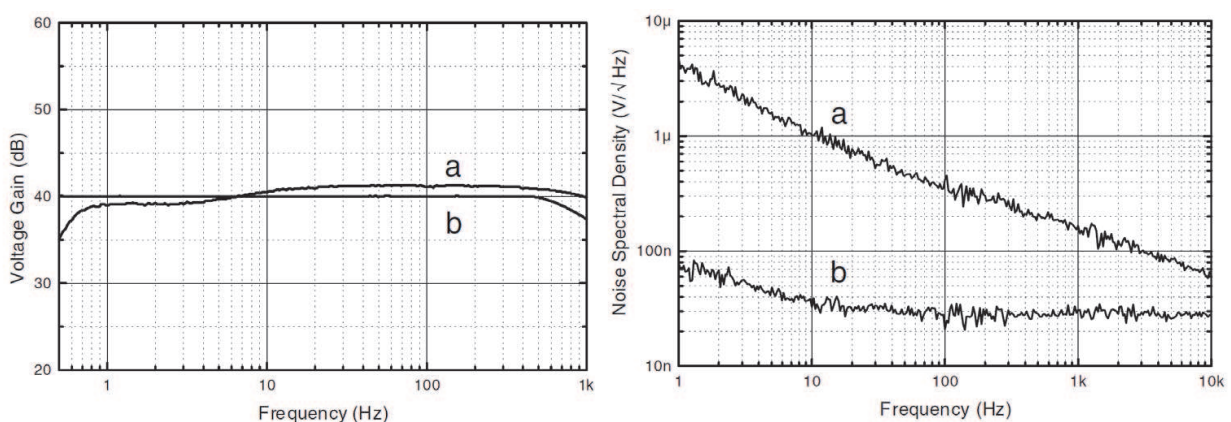 60
50
40
30
20
Voltage Gain (dB)
a
b
1
10
100
1k
Frequency (Hz)
10µ
1µ
100n
10n
Noise Spectral Density (V/√Hz)
a
b
1
10
100
1k
10k
Frequency (Hz)